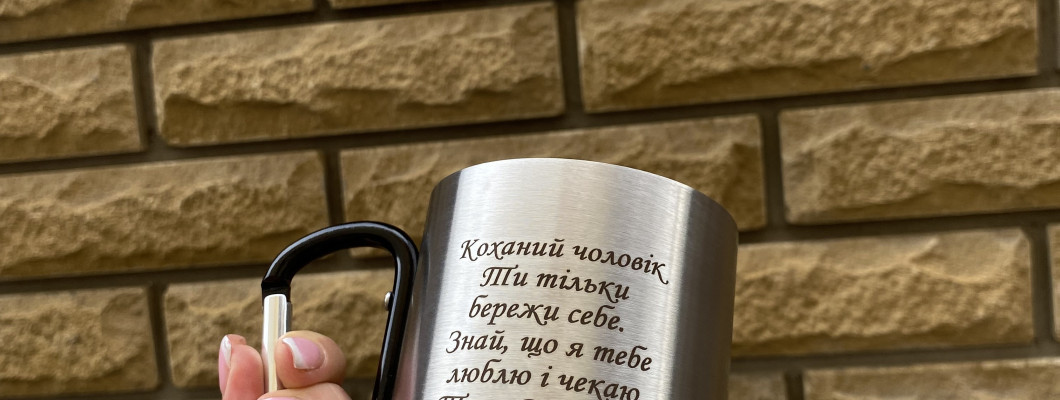 Коханий чоловік
Ти тільки
бережи себе.
Знай, що я тебе
люблю і чекаю